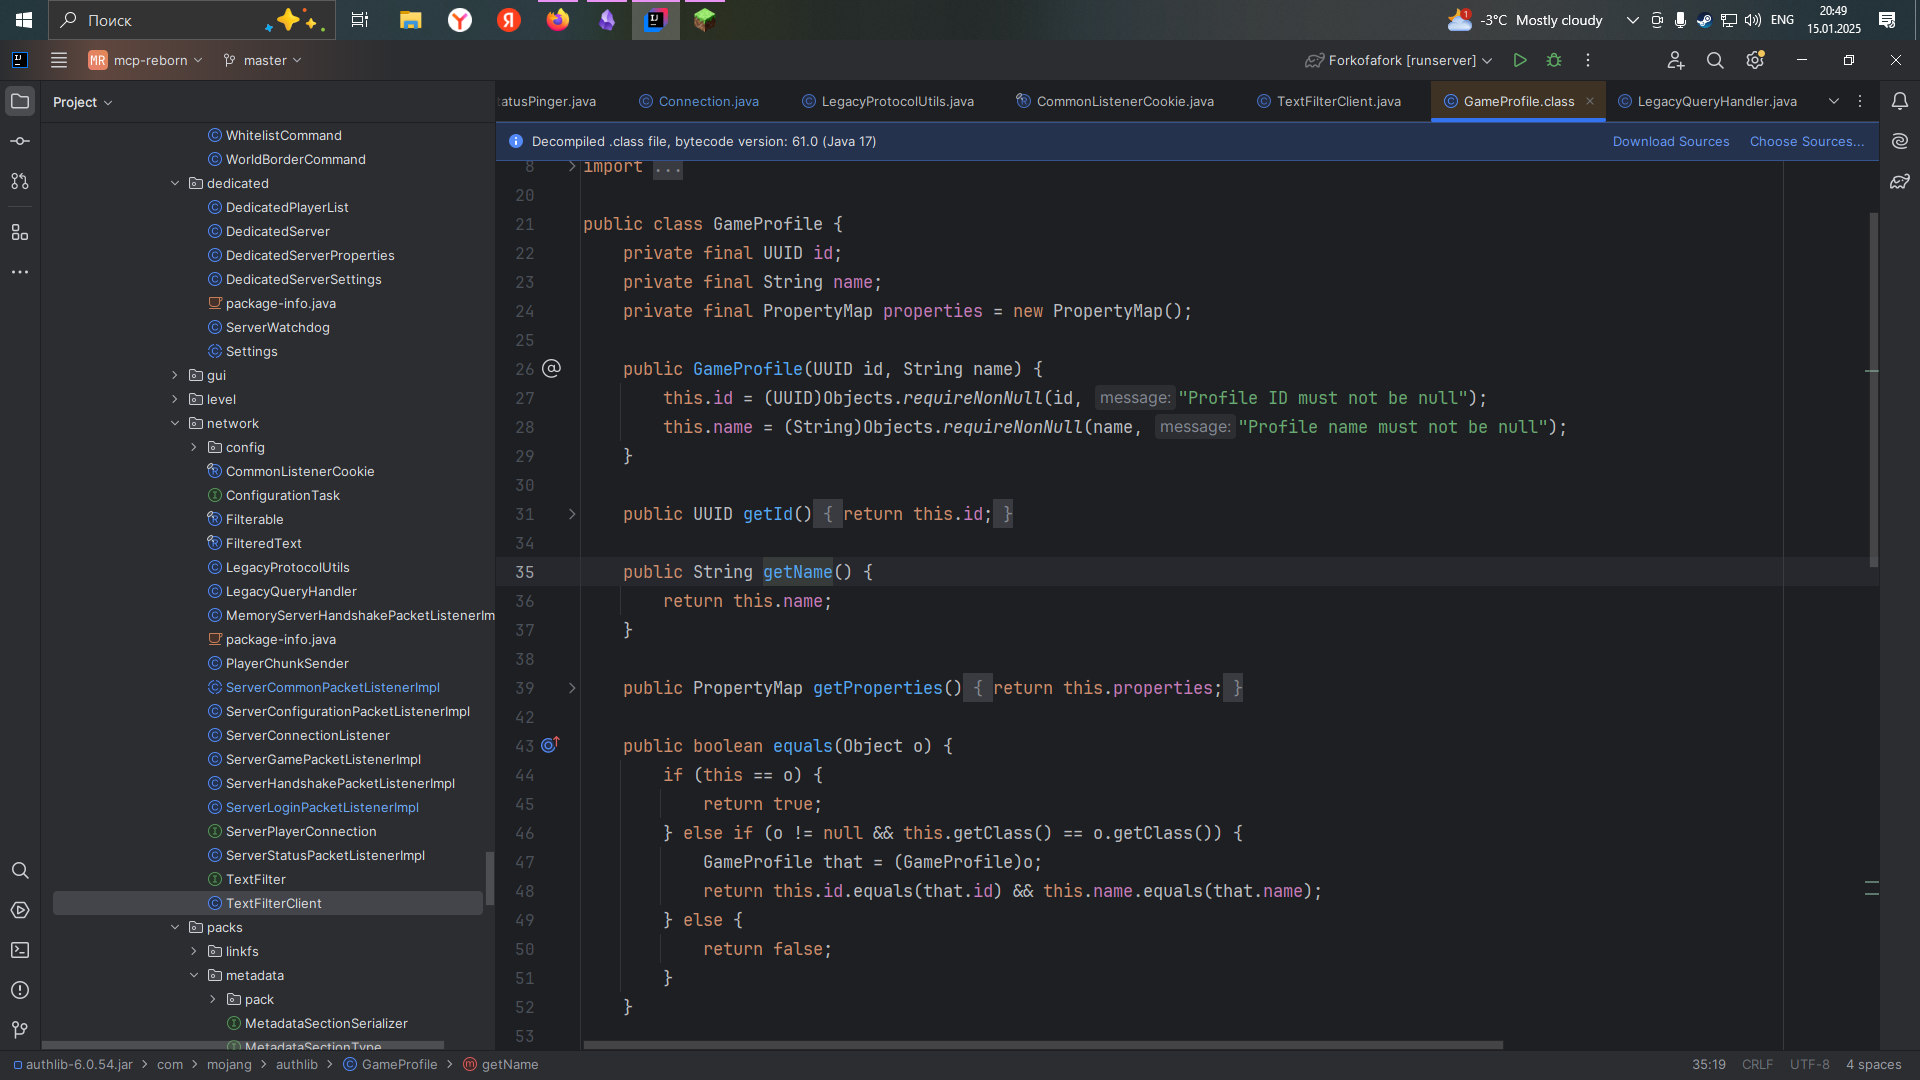 Поиск
1
-3°C Mostly cloudy
ENG
20:49
15.01.2025
MR mcp-reborn
master
Forkofafork [runserver]
Project
tatusPinger.java
Connection.java
LegacyProtocolUtils.java
CommonListenerCookie.java
TextFilterClient.java
GameProfile.class
LegacyQueryHandler.java
Decompiled .class file, bytecode version: 61.0 (Java 17)
Download Sources
Choose Sources...
WhitelistCommand
WorldBorderCommand
dedicated
DedicatedPlayerList
DedicatedServer
DedicatedServerProperties
DedicatedServerSettings
package-info.java
ServerWatchdog
Settings
gui
level
network
config
CommonListenerCookie
ConfigurationTask
Filterable
FilteredText
LegacyProtocolUtils
LegacyQueryHandler
MemoryServerHandshakePacketListenerIm
package-info.java
PlayerChunkSender
ServerCommonPacketListenerImpl
ServerConfigurationPacketListenerImpl
ServerConnectionListener
ServerGamePacketListenerImpl
ServerHandshakePacketListenerImpl
ServerLoginPacketListenerImpl
ServerPlayerConnection
ServerStatusPacketListenerImpl
TextFilter
TextFilterClient
packs
linkfs
metadata
pack
MetadataSectionSerializer
MetadataSectionType
8 import ...
20
21 public class GameProfile {
22 private final UUID id;
23 private final String name;
24 private final PropertyMap properties = new PropertyMap();
25
26 @ public GameProfile(UUID id, String name) {
27 this.id = (UUID)Objects.requireNonNull(id, message: "Profile ID must not be null");
28 this.name = (String)Objects.requireNonNull(name, message: "Profile name must not be null");
29 }
30
31 public UUID getId() { return this.id; }
34
35 public String getName() {
36 return this.name;
37 }
38
39 public PropertyMap getProperties() { return this.properties; }
42
43 public boolean equals(Object o) {
44 if (this == o) {
45 return true;
46 } else if (o != null && this.getClass() == o.getClass()) {
47 GameProfile that = (GameProfile)o;
48 return this.id.equals(that.id) && this.name.equals(that.name);
49 } else {
50 return false;
51 }
52 }
53
authlib-6.0.54.jar > com > mojang > authlib > GameProfile > getName
35:19 CRLF UTF-8 4 spaces